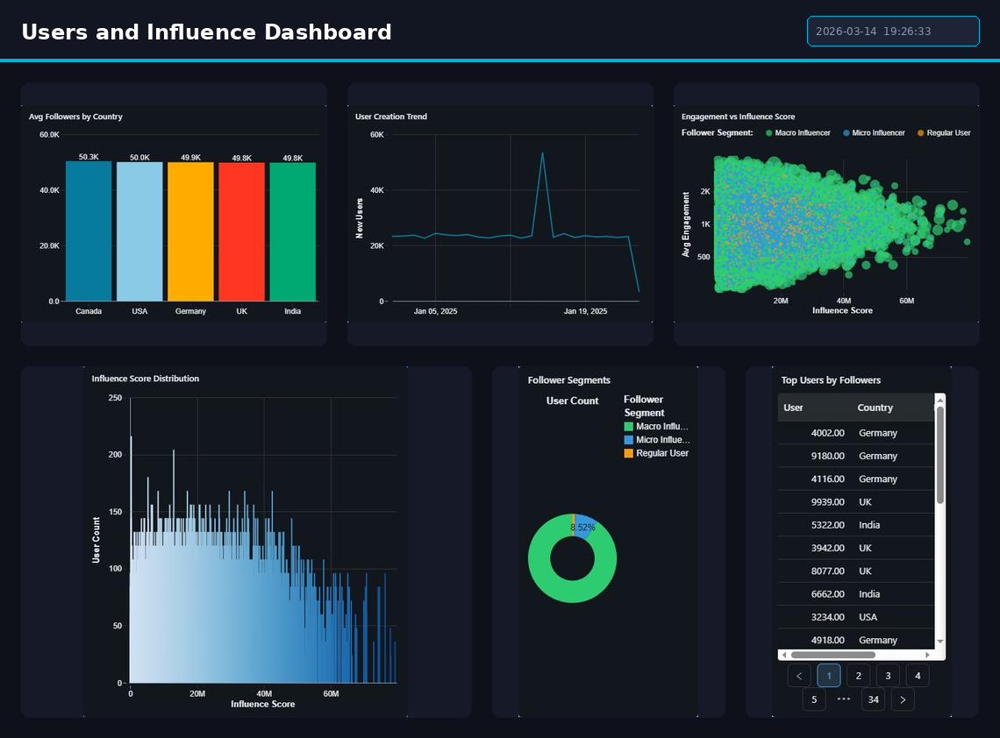 Users and Influence Dashboard
2026-03-14 19:26:33
Avg Followers by Country
60.0K
40.0K
20.0K
0.0
50.3K
50.0K
49.9K
49.8K
49.8K
Canada
USA
Germany
UK
India
User Creation Trend
60K
40K
20K
0
New Users
Jan 05, 2025
Jan 19, 2025
Engagement vs Influence Score
Follower Segment:
Macro Influencer
Micro Influencer
Regular User
2K
1K
500
Avg Engagement
20M
40M
60M
Influence Score
Influence Score Distribution
250
200
150
100
50
0
User Count
0
20M
40M
60M
Influence Score
Follower Segments
User Count
Follower
Segment
Macro Influ...
Micro Influe...
Regular User
8.52%
Top Users by Followers
User Country
4002.00 Germany
9180.00 Germany
4116.00 Germany
9939.00 UK
5322.00 India
3942.00 UK
8077.00 UK
6662.00 India
3234.00 USA
4918.00 Germany
< 1 2 3 4
5 ••• 34 >